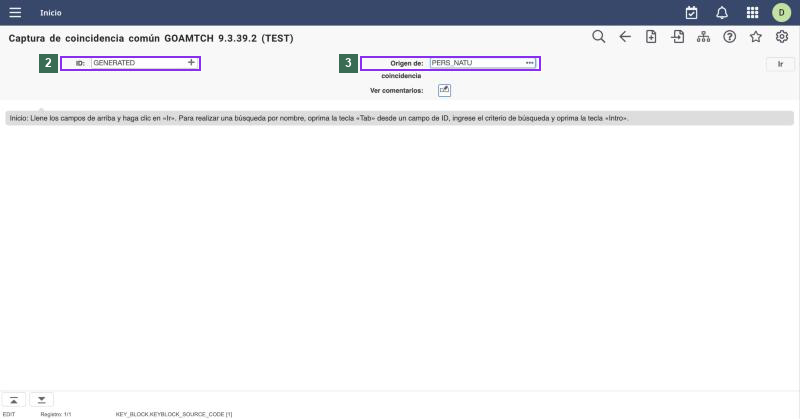 Inicio
D
Captura de coincidencia común GOAMTCH 9.3.39.2 (TEST)
2 ID: GENERATED
3 Origen de: PERS_NATU
coincidencia
Ir
Ver comentarios:
Inicio: Llene los campos de arriba y haga clic en «Ir». Para realizar una búsqueda por nombre, oprima la tecla «Tab» desde un campo de ID, ingrese el criterio de búsqueda y oprima la tecla «Intro».
EDIT Registro: 1/1 KEY_BLOCK.KEYBLOCK_SOURCE_CODE [1]